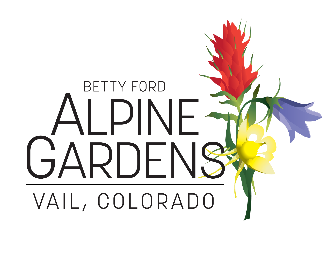 BETTY FORD
ALPINE
GARDENS
VAIL, COLORADO